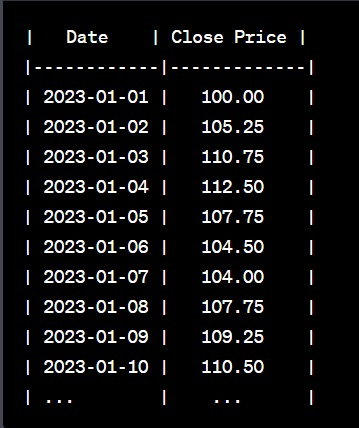 |   Date    | Close Price |
|------------|-------------|
| 2023-01-01 |   100.00    |
| 2023-01-02 |   105.25    |
| 2023-01-03 |   110.75    |
| 2023-01-04 |   112.50    |
| 2023-01-05 |   107.75    |
| 2023-01-06 |   104.50    |
| 2023-01-07 |   104.00    |
| 2023-01-08 |   107.75    |
| 2023-01-09 |   109.25    |
| 2023-01-10 |   110.50    |
| ...        |    ...      |